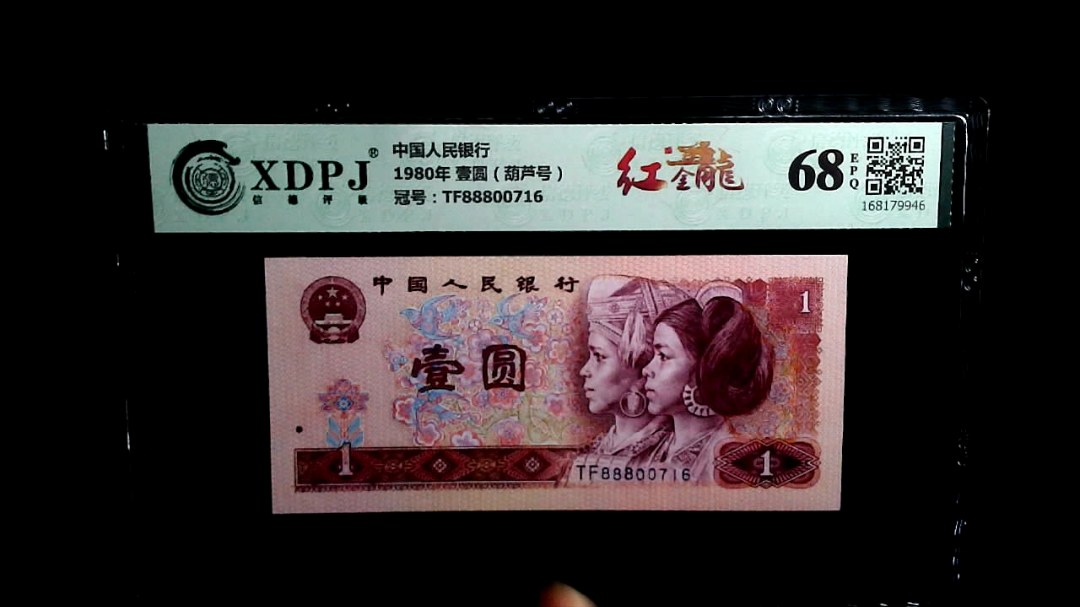 XDPJ®
信德评级
中国人民银行
1980年 壹圆（葫芦号）
冠号：TF88800716
红金龍
68
EPQ
168179946
中国人民银行
1
壹圆
1
TF88800716
1